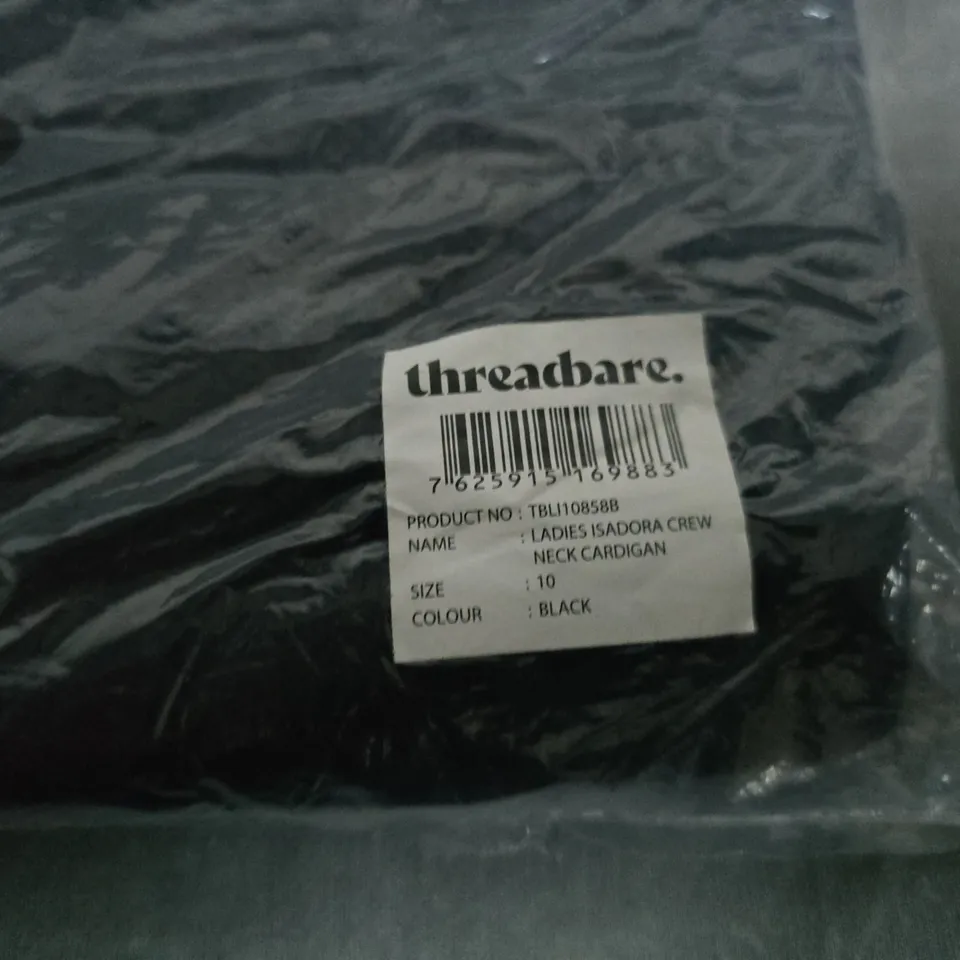 threadbare.
7 625915 169883
PRODUCT NO : TBLI10858B
NAME : LADIES ISADORA CREW
NECK CARDIGAN
SIZE : 10
COLOUR : BLACK